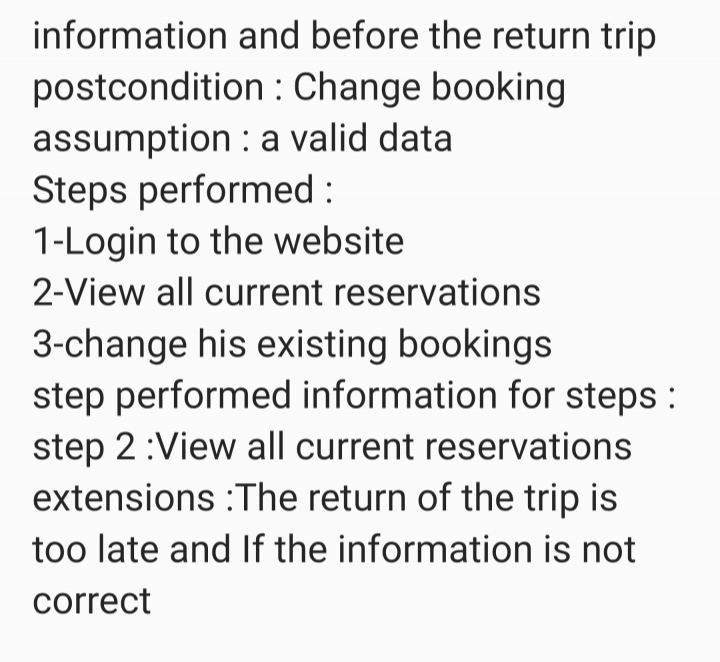 information and before the return trip
postcondition : Change booking
assumption : a valid data
Steps performed :
1-Login to the website
2-View all current reservations
3-change his existing bookings
step performed information for steps :
step 2 :View all current reservations
extensions :The return of the trip is
too late and If the information is not
correct